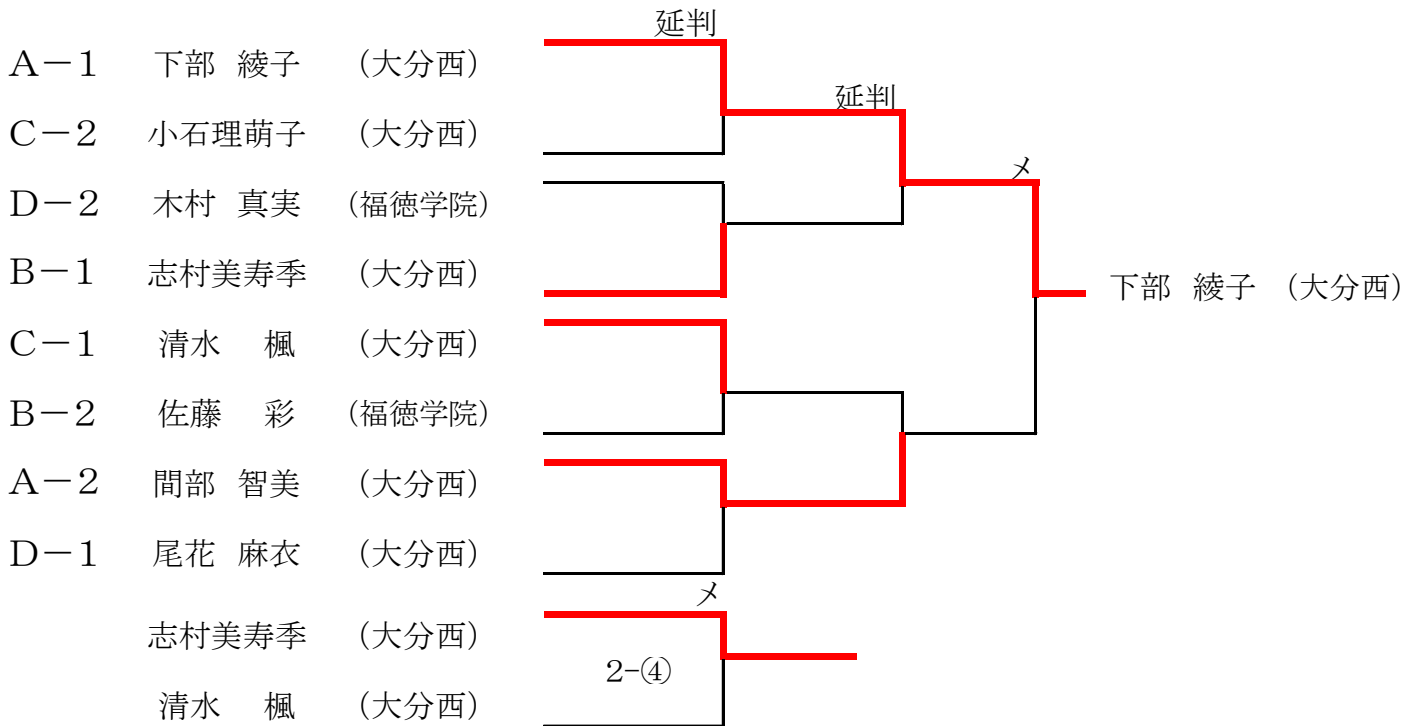 延判
A－1 下部 綾子 （大分西）
延判
C－2 小石理萌子 （大分西）
メ
D－2 木村 真実 （福徳学院）
B－1 志村美寿季 （大分西）
下部 綾子 （大分西）
C－1 清水 楓 （大分西）
B－2 佐藤 彩 （福徳学院）
A－2 間部 智美 （大分西）
D－1 尾花 麻衣 （大分西）
メ
志村美寿季 （大分西）
2-④
清水 楓 （大分西）